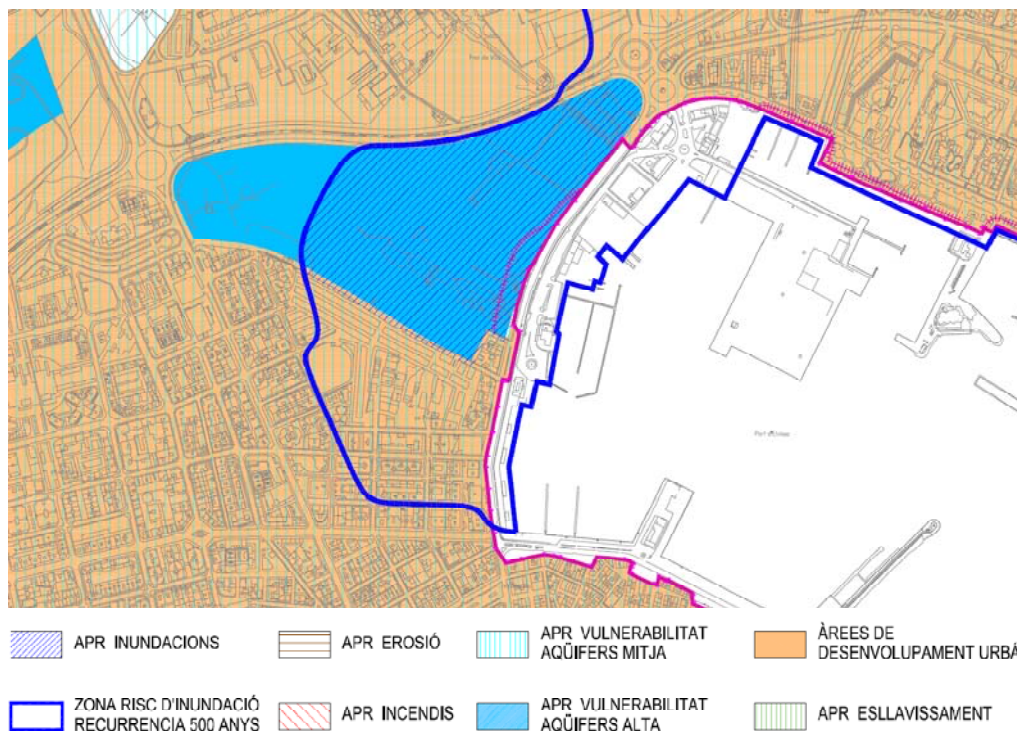 APR INUNDACIONS
APR EROSIÓ
APR VULNERABILITAT
AQÜIFERS MITJA
ÀREES DE
DESENVOLUPAMENT URBÀ
ZONA RISC D'INUNDACIÓ
RECURRENCIA 500 ANYS
APR INCENDIS
APR VULNERABILITAT
AQÜIFERS ALTA
APR ESLLAVISSAMENT